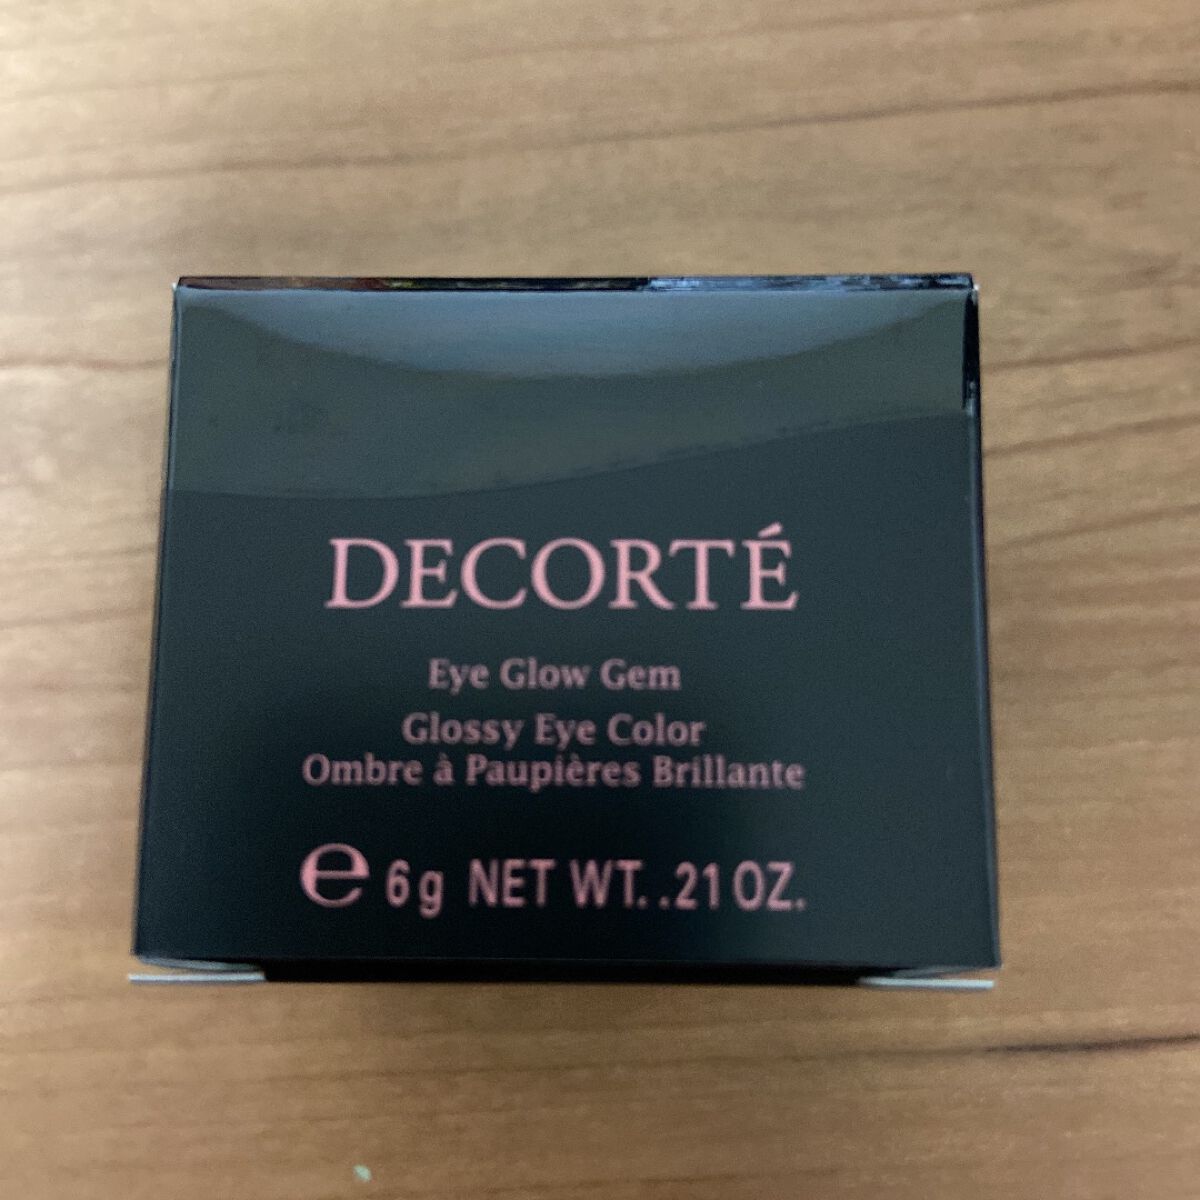 DECORTÉ
Eye Glow Gem
Glossy Eye Color
Ombre à Paupières Brillante
℮ 6g NET WT. .21 OZ.